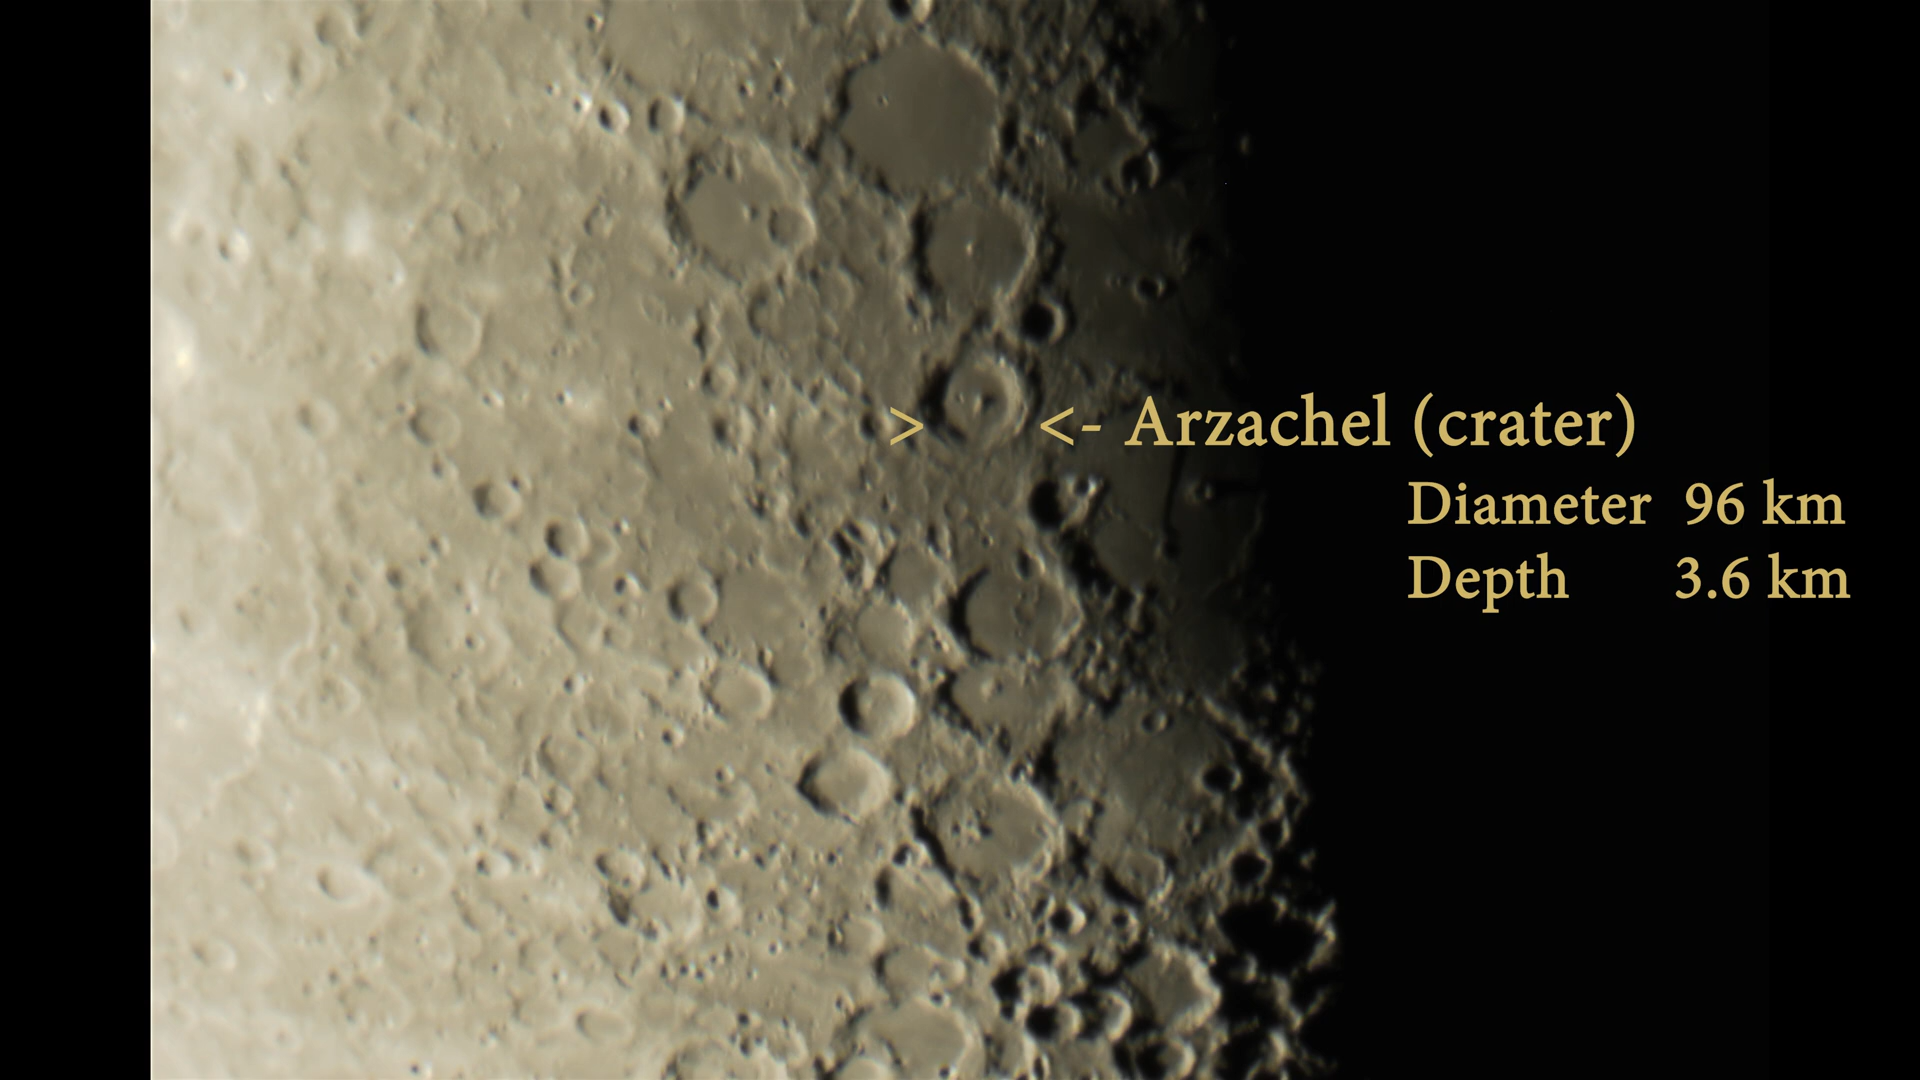 > <- Arzachel (crater)
Diameter 96 km
Depth 3.6 km